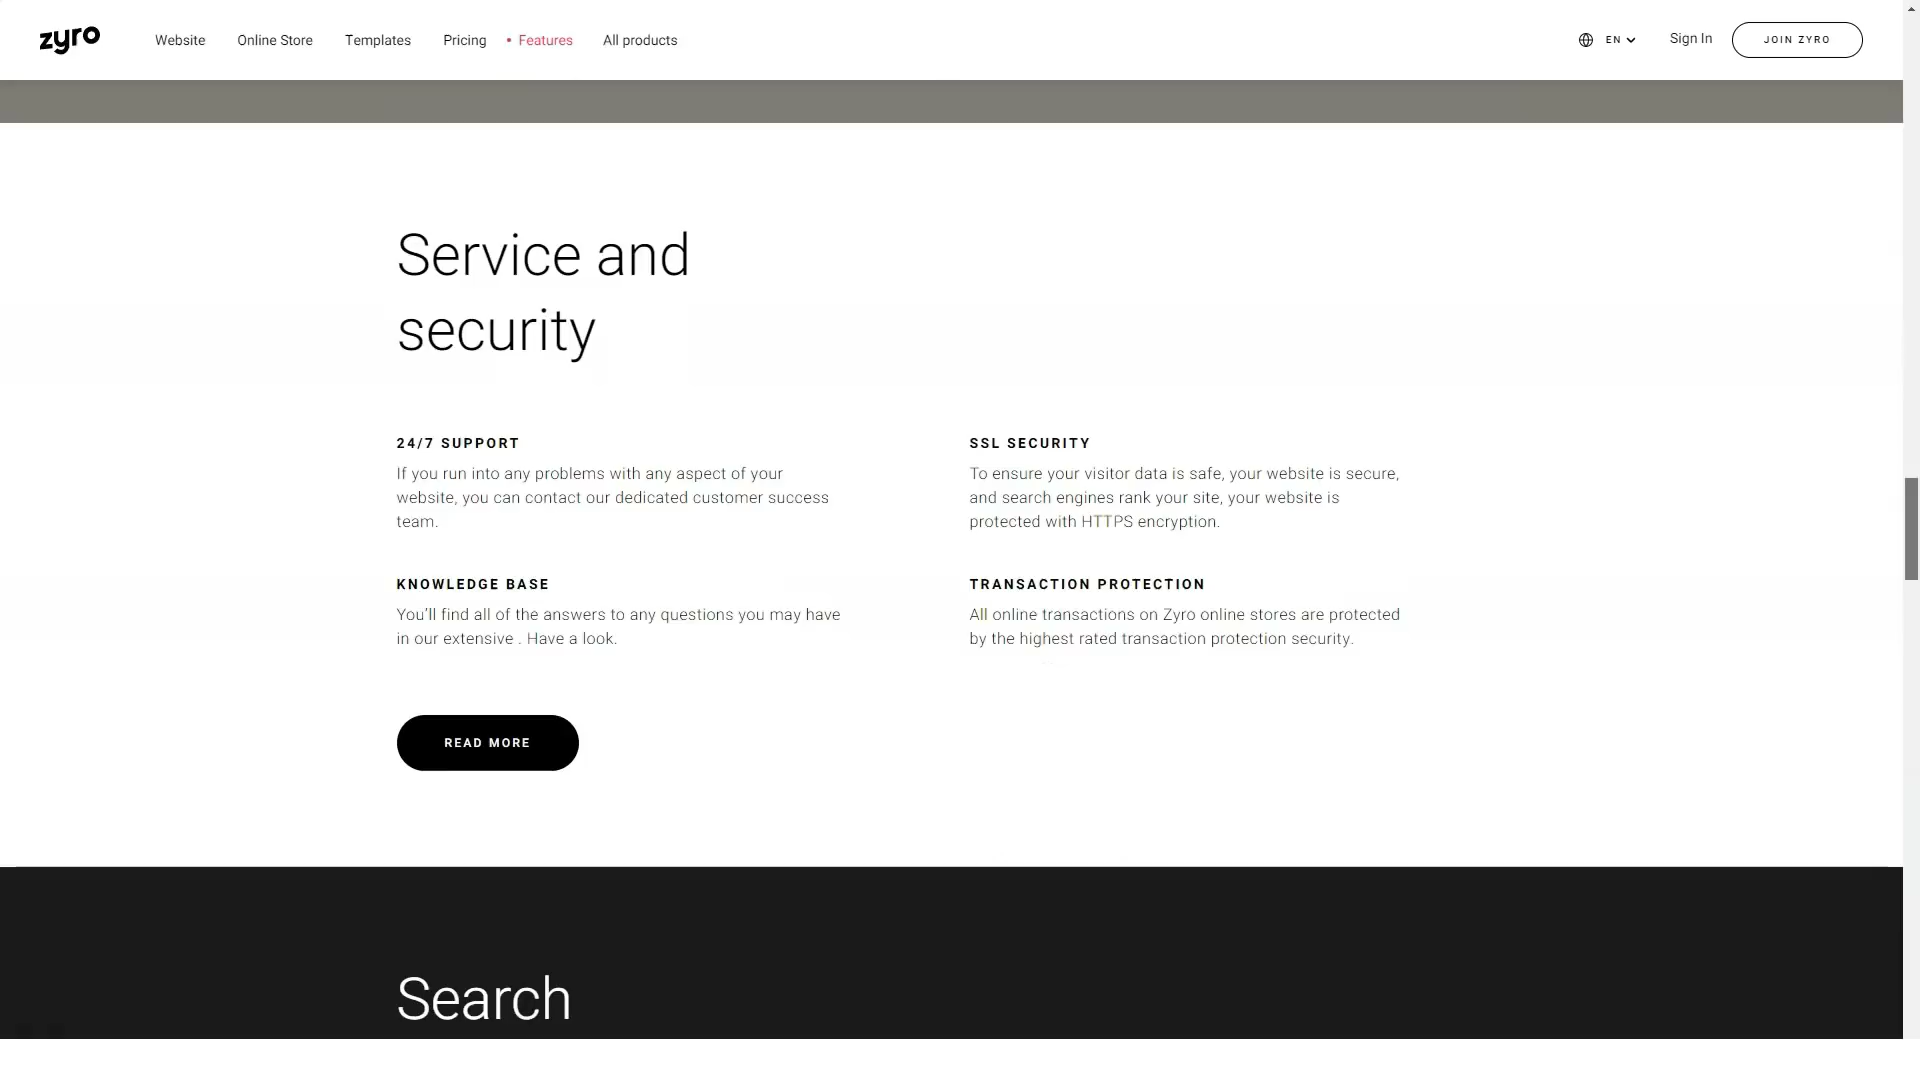 zyro
Website
Online Store
Templates
Pricing
Features
All products
EN
Sign In
JOIN ZYRO
Service and
security
24/7 SUPPORT
If you run into any problems with any aspect of your
website, you can contact our dedicated customer success
team.
SSL SECURITY
To ensure your visitor data is safe, your website is secure,
and search engines rank your site, your website is
protected with HTTPS encryption.
KNOWLEDGE BASE
You'll find all of the answers to any questions you may have
in our extensive . Have a look.
TRANSACTION PROTECTION
All online transactions on Zyro online stores are protected
by the highest rated transaction protection security.
READ MORE
Search